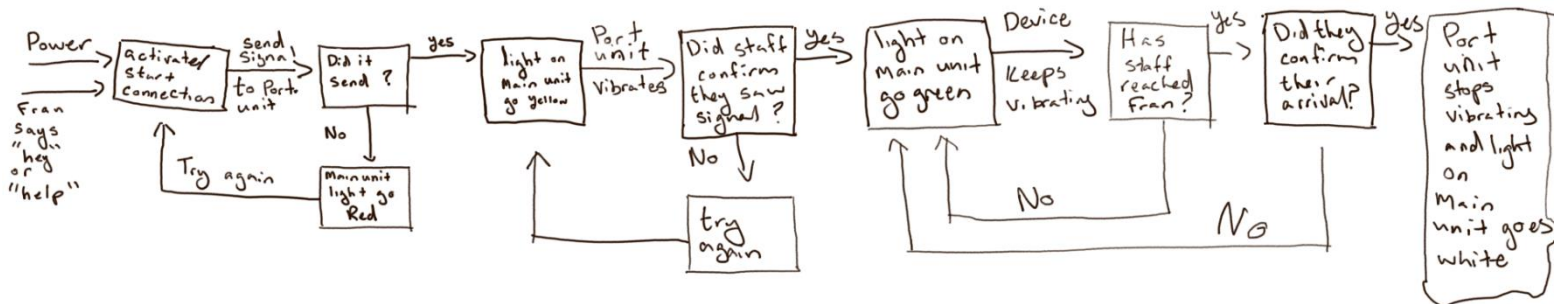 Power
Fran
says
"hey"
or
"help"
activated
start
connection
send
signal
to Port.
unit
Did it
send ?
yes
No
Main unit
light go
Red
Try again
light on
Main unit
go yellow
Port
unit
vibrates
Did staff
confirm
they saw
signal ?
No
try
again
yes
light on
Main unit
go green
Device
Keeps
vibrating
Has
staff
reached
Fran ?
No
yes
Did they
confirm
their
arrival?
No
yes
Port
unit
stops
vibrating
and light
on
Main
unit goes
white